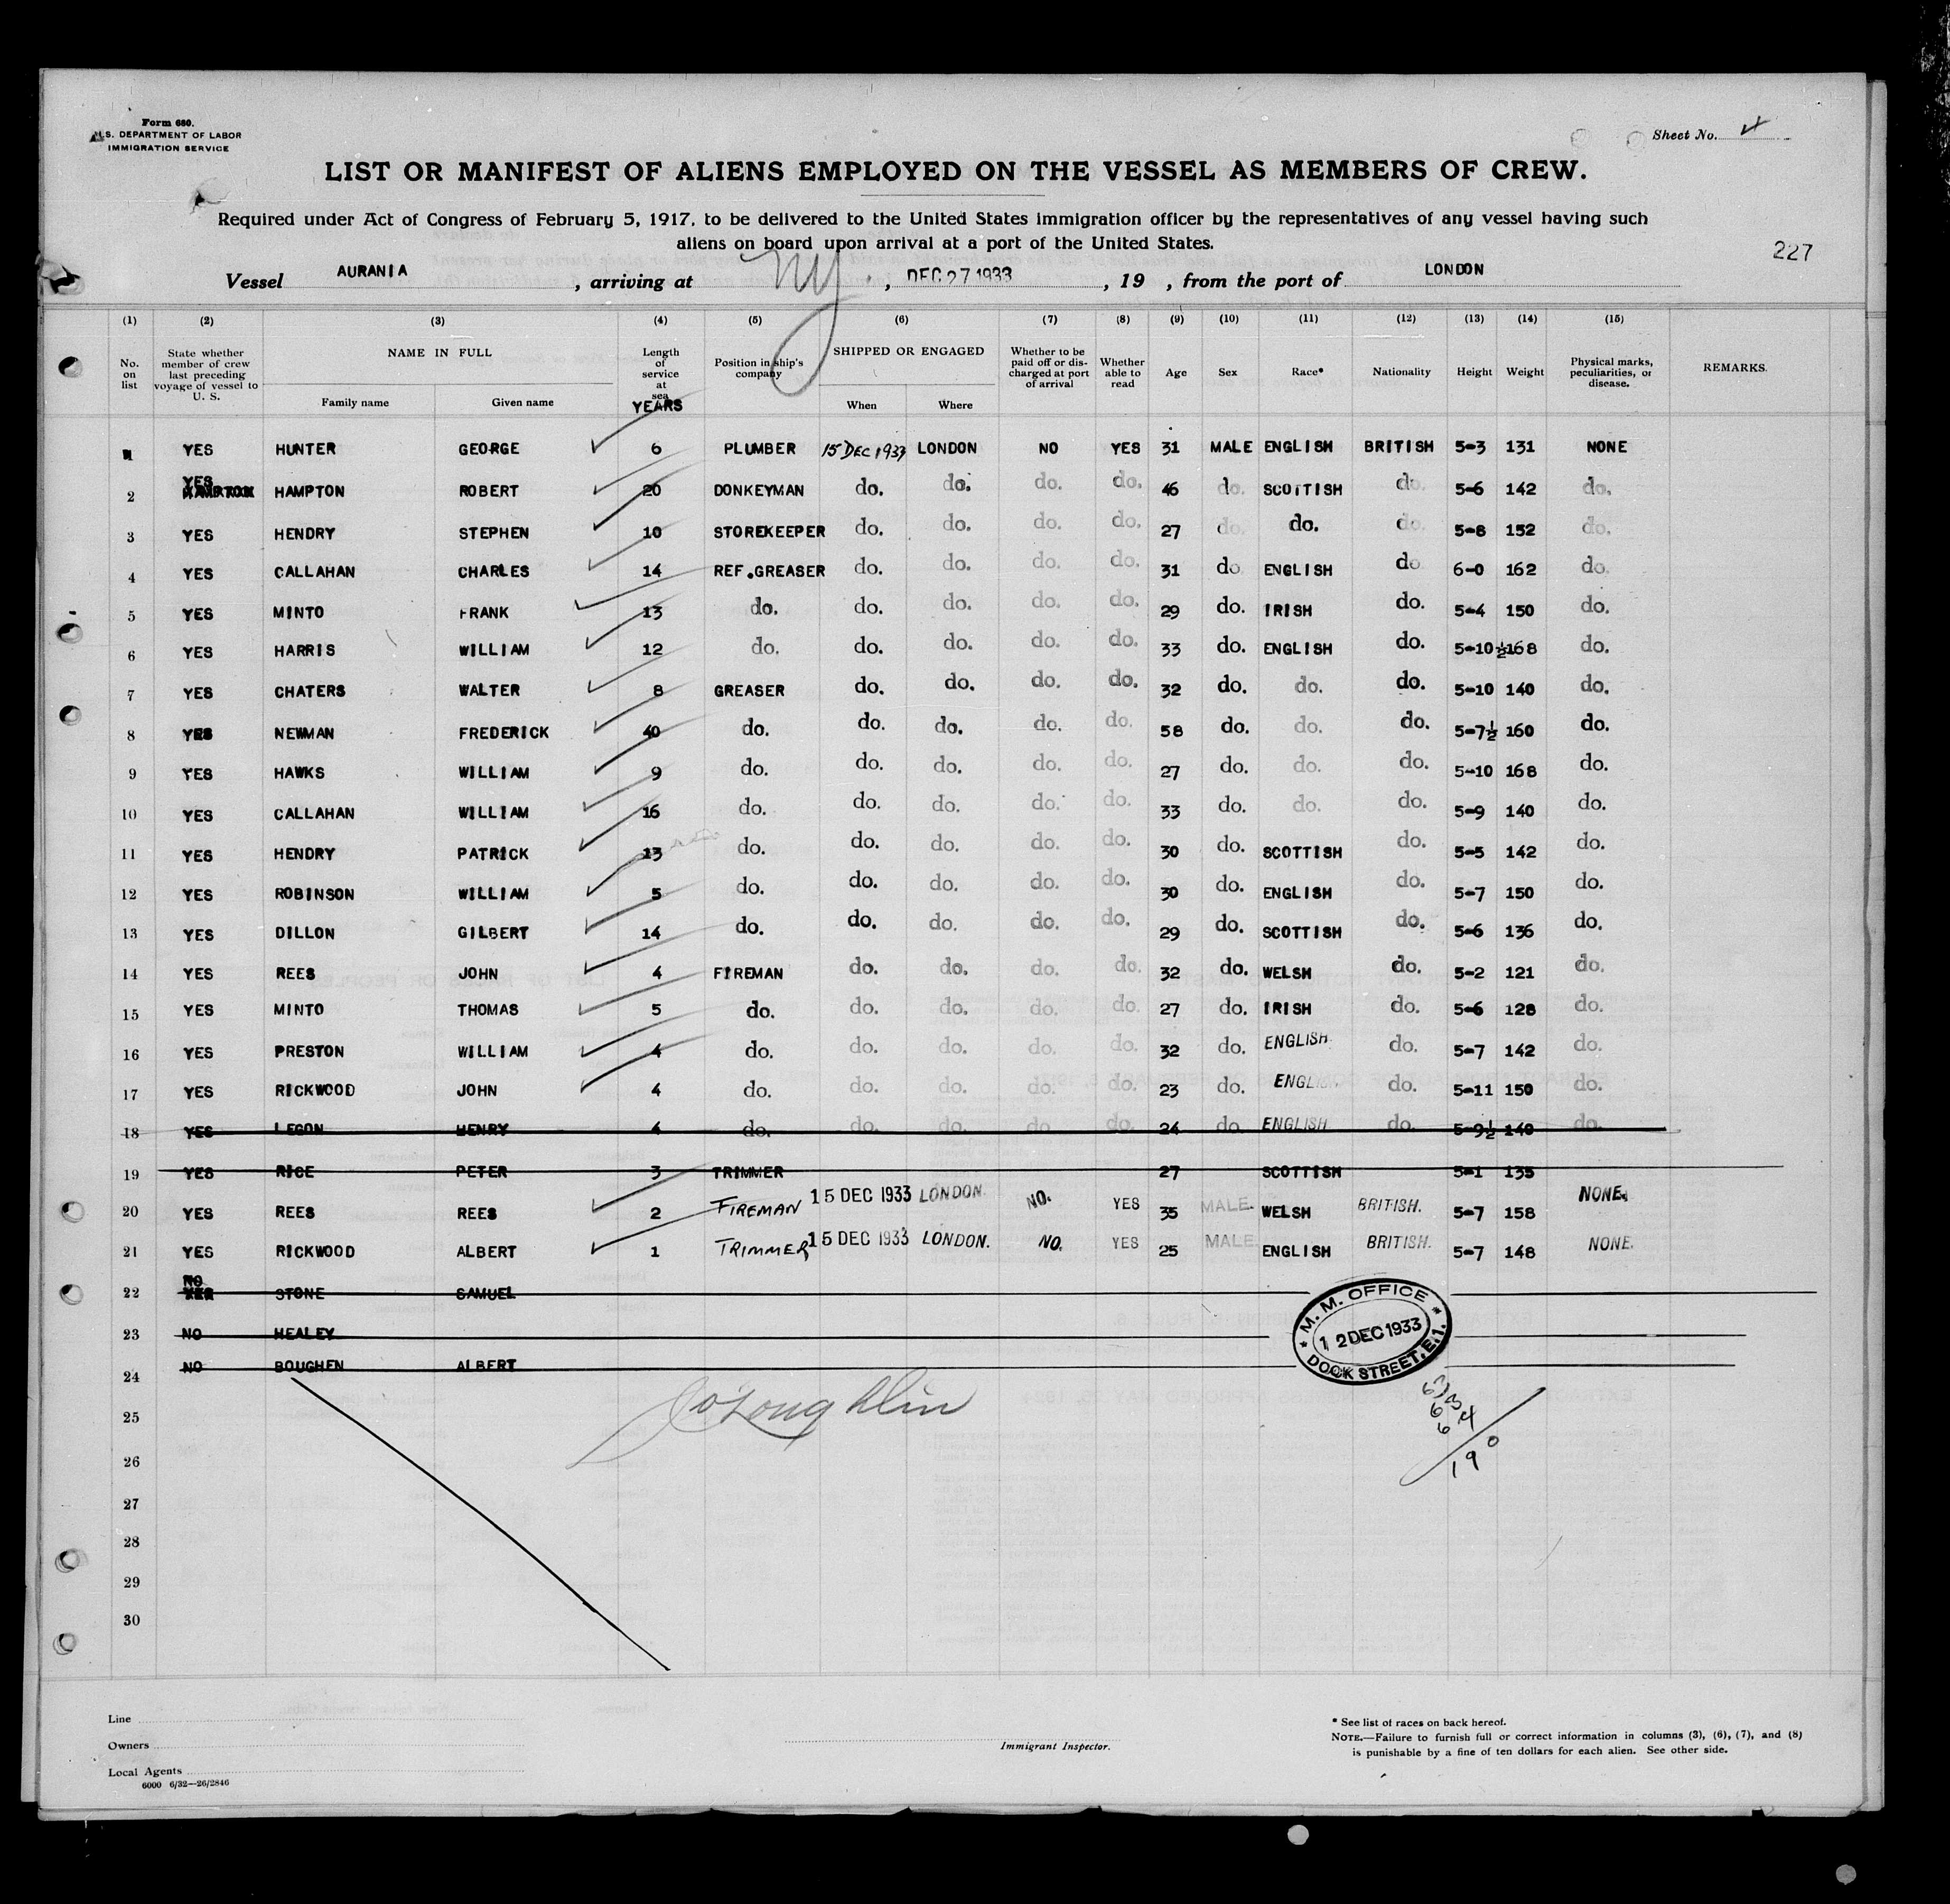 Form 680.
U.S. DEPARTMENT OF LABOR
IMMIGRATION SERVICE
Sheet No. 4
LIST OR MANIFEST OF ALIENS EMPLOYED ON THE VESSEL AS MEMBERS OF CREW.
Required under Act of Congress of February 5, 1917, to be delivered to the United States immigration officer by the representatives of any vessel having such
aliens on board upon arrival at a port of the United States.
227
Vessel AURANIA, arriving at NY, DEC 27 1933, 19 , from the port of LONDON
(1) (2) (3) (4) (5) (6) (7) (8) (9) (10) (11) (12) (13) (14) (15)
No. on list State whether member of crew last preceding voyage of vessel to U. S. NAME IN FULL Family name Given name Length of service at sea YEARS Position in ship's company SHIPPED OR ENGAGED When Where Whether to be paid off or discharged at port of arrival Whether able to read Age Sex Race* Nationality Height Weight Physical marks, peculiarities, or disease. REMARKS.
1 YES HUNTER GEORGE 6 PLUMBER 15 DEC 1933 LONDON NO YES 31 MALE ENGLISH BRITISH 5-3 131 NONE
2 YES HAMPTON HAMPTON ROBERT 20 DONKEYMAN do. do. do. do. 46 do. SCOTTISH do. 5-6 142 do.
3 YES HENDRY STEPHEN 10 STOREKEEPER do. do. do. do. 27 do. do. do. 5-8 152 do.
4 YES CALLAHAN CHARLES 14 REF.GREASER do. do. do. do. 31 do. ENGLISH do 6-0 162 do.
5 YES MINTO FRANK 13 do. do. do. do. do. 29 do. IRISH do. 5-4 150 do.
6 YES HARRIS WILLIAM 12 do. do. do. do. do. 33 do. ENGLISH do. 5-10½ 168 do.
7 YES CHATERS WALTER 8 GREASER do. do. do. do. 32 do. do. do. 5-10 140 do.
8 YES NEWMAN FREDERICK 40 do. do. do. do. do. 58 do. do. do. 5-7½ 160 do.
9 YES HAWKS WILLIAM 9 do. do. do. do. do. 27 do. do. do. 5-10 168 do.
10 YES CALLAHAN WILLIAM 16 do. do. do. do. do. 33 do. do. do. 5-9 140 do.
11 YES HENDRY PATRICK 13 do. do. do. do. do. 30 do. SCOTTISH do. 5-5 142 do.
12 YES ROBINSON WILLIAM 5 do. do. do. do. do. 30 do. ENGLISH do. 5-7 150 do.
13 YES DILLON GILBERT 14 do. do. do. do. do. 29 do. SCOTTISH do. 5-6 136 do.
14 YES REES JOHN 4 FIREMAN do. do. do. do. 32 do. WELSH do. 5-2 121 do.
15 YES MINTO THOMAS 5 do. do. do. do. do. 27 do. IRISH do. 5-6 128 do.
16 YES PRESTON WILLIAM 4 do. do. do. do. do. 32 do. ENGLISH. do. 5-7 142 do.
17 YES RICKWOOD JOHN 4 do. do. do. do. do. 23 do. ENGLISH. do. 5-11 150 do.
18 YES LEGON HENRY 4 do. do. do. do. do. 24 do. ENGLISH do. 5-9½ 140 do.
19 YES RICE PETER 3 TRIMMER 27 SCOTTISH 5-1 135
20 YES REES REES 2 FIREMAN 15 DEC 1933 LONDON. NO. YES 35 MALE. WELSH BRITISH. 5-7 158 NONE.
21 YES RICKWOOD ALBERT 1 TRIMMER 15 DEC 1933 LONDON. NO. YES 25 MALE ENGLISH BRITISH. 5-7 148 NONE.
22 NO YES STONE SAMUEL
23 NO HEALEY
24 NO BOUGHEN ALBERT
M. M. OFFICE
12 DEC 1933
DOCK STREET, E.1.
25
26
27
28
29
30
JO'Loughlin
19
Line
Owners
Local Agents
6000 6/32—26/2846
Immigrant Inspector.
* See list of races on back hereof.
NOTE.—Failure to furnish full or correct information in columns (3), (6), (7), and (8)
is punishable by a fine of ten dollars for each alien. See other side.